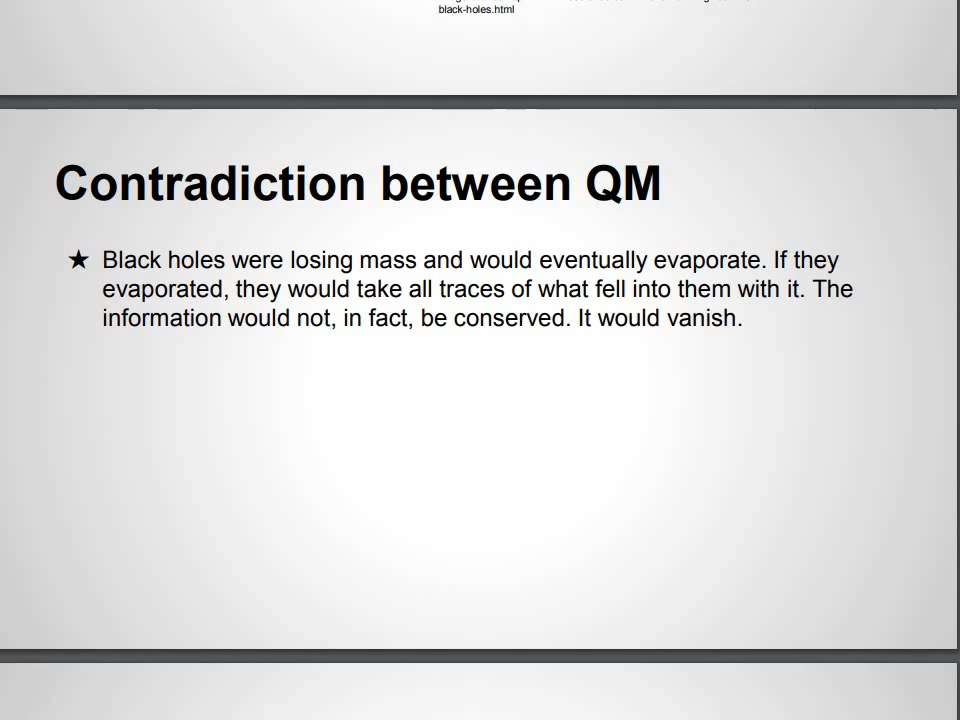 black-holes.html
Contradiction between QM
★ Black holes were losing mass and would eventually evaporate. If they
evaporated, they would take all traces of what fell into them with it. The
information would not, in fact, be conserved. It would vanish.